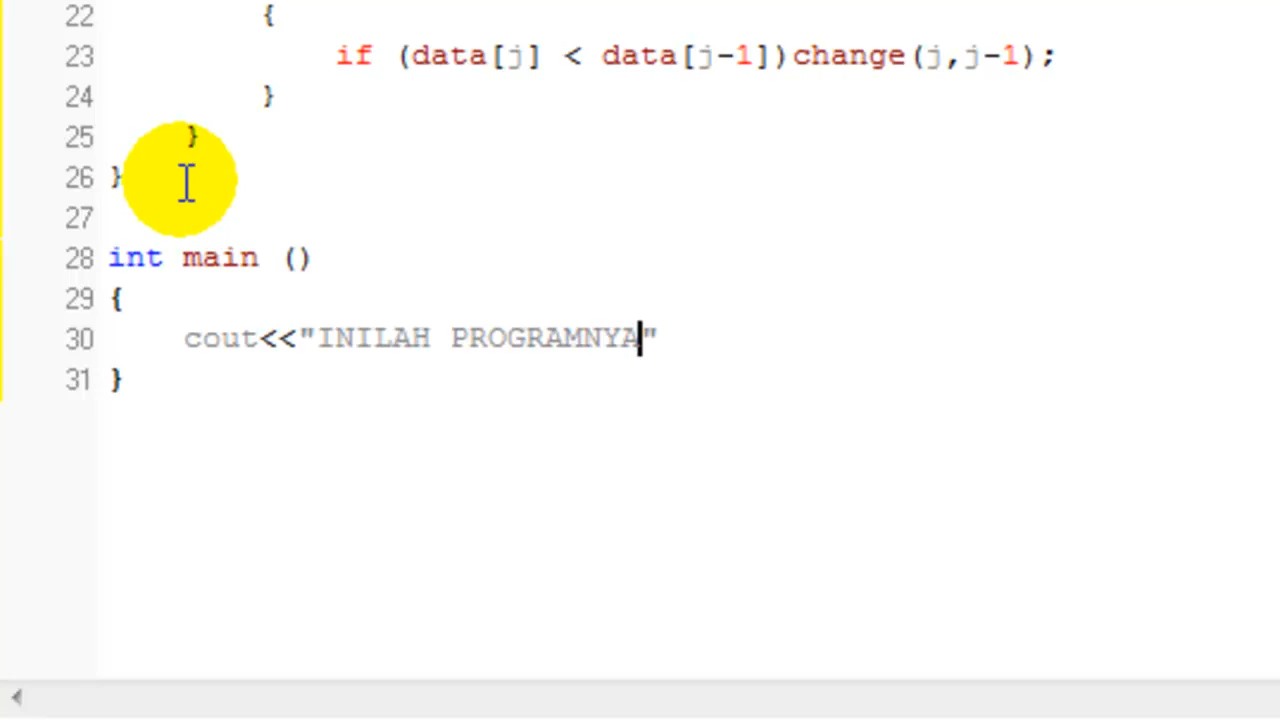 22 {
23 if (data[j] < data[j-1])change(j,j-1);
24 }
25 }
26 }
27
28 int main ()
29 {
30 cout<<"INILAH PROGRAMNYA"
31 }